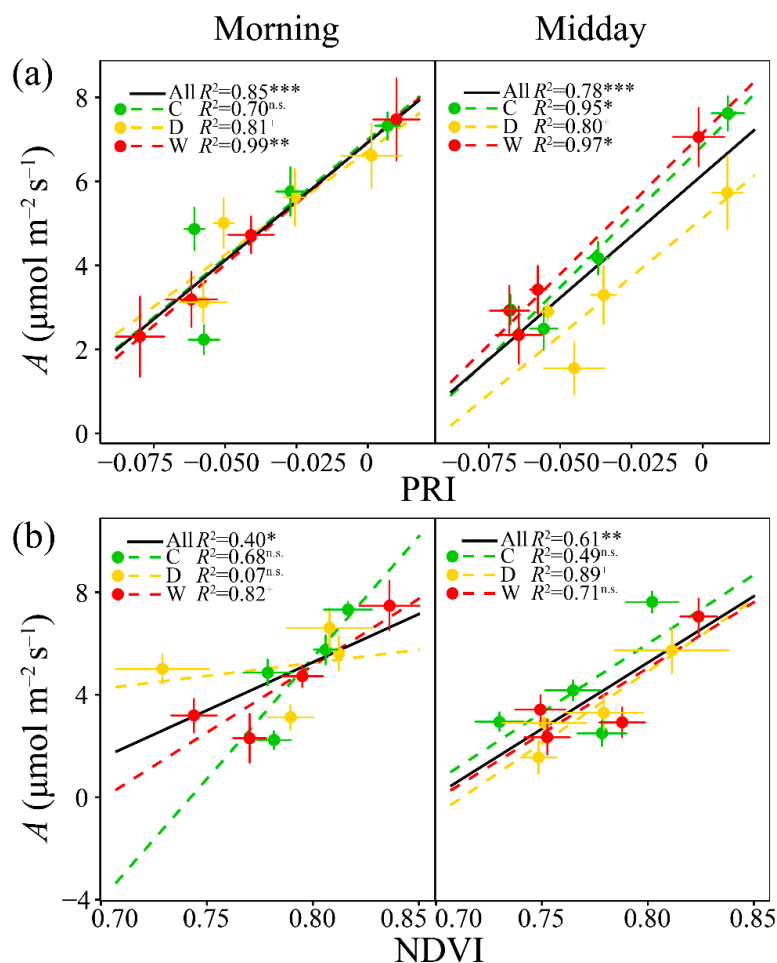 Morning Midday
(a)
All R²=0.85***
C R²=0.70ⁿ·ˢ·
D R²=0.81⁺
W R²=0.99**
All R²=0.78***
C R²=0.95*
D R²=0.80⁺
W R²=0.97*
8
6
4
2
0
A (μmol m⁻² s⁻¹)
−0.075 −0.050 −0.025 0 −0.075 −0.050 −0.025 0
PRI
(b)
All R²=0.40*
C R²=0.68ⁿ·ˢ·
D R²=0.07ⁿ·ˢ·
W R²=0.82⁺
All R²=0.61**
C R²=0.49ⁿ·ˢ·
D R²=0.89⁺
W R²=0.71ⁿ·ˢ·
8
4
0
−4
A (μmol m⁻² s⁻¹)
0.70 0.75 0.80 0.85 0.70 0.75 0.80 0.85
NDVI